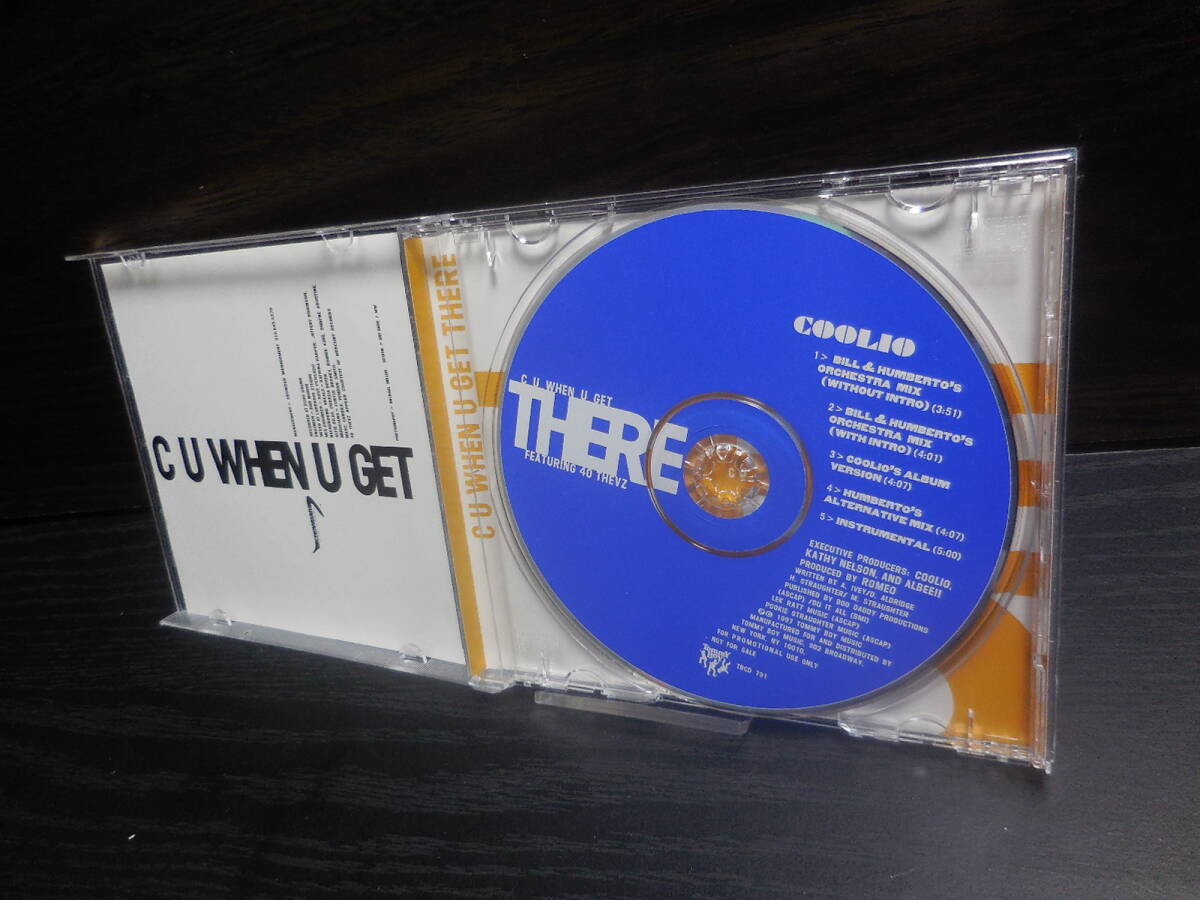 C U WHEN U GET
C U WHEN U GET THERE
C U WHEN U GET
THERE
FEATURING 40 THEVZ
COOLIO
1> BILL & HUMBERTO'S
ORCHESTRA MIX
(WITHOUT INTRO) (3:51)
2> BILL & HUMBERTO'S
ORCHESTRA MIX
(WITH INTRO) (4:01)
3> COOLIO'S ALBUM
VERSION (4:07)
4> HUMBERTO'S
ALTERNATIVE MIX (4:07)
5> INSTRUMENTAL (5:00)
EXECUTIVE PRODUCERS: COOLIO,
KATHY NELSON, AND ALBEEII
PRODUCED BY ROMEO
WRITTEN BY A. IVEY/D. ALDRIDGE
H. STRAUGHTER/ M. STRAUGHTER
PUBLISHED BY BOO DADDY PRODUCTIONS
(ASCAP) /DU IT ALL (BMI)
LEK RATT MUSIC (ASCAP)
POOKIE STRAUGHTER MUSIC (ASCAP)
℗© 1997 TOMMY BOY MUSIC
MANUFACTURED FOR AND DISTRIBUTED BY
TOMMY BOY MUSIC 902 BROADWAY,
NEW YORK, NY 10010.
FOR PROMOTIONAL USE ONLY
NOT FOR SALE
Tommy Boy
TBCD 791